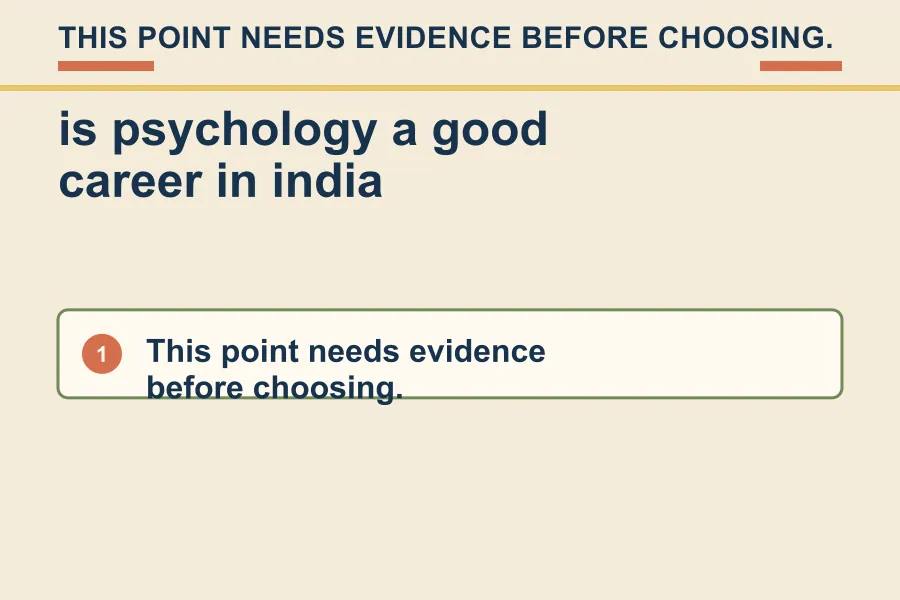 THIS POINT NEEDS EVIDENCE BEFORE CHOOSING.
is psychology a good
career in india
1
This point needs evidence
before choosing.